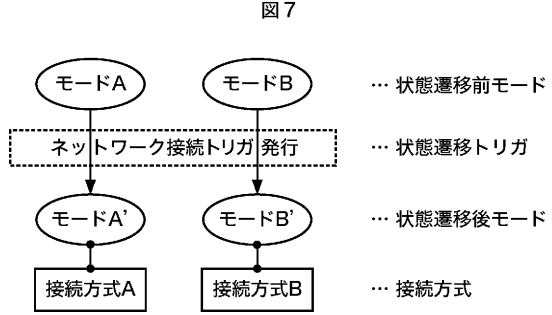 図7
モードA モードB … 状態遷移前モード
ネットワーク接続トリガ 発行 … 状態遷移トリガ
モードA’ モードB’ … 状態遷移後モード
接続方式A 接続方式B … 接続方式